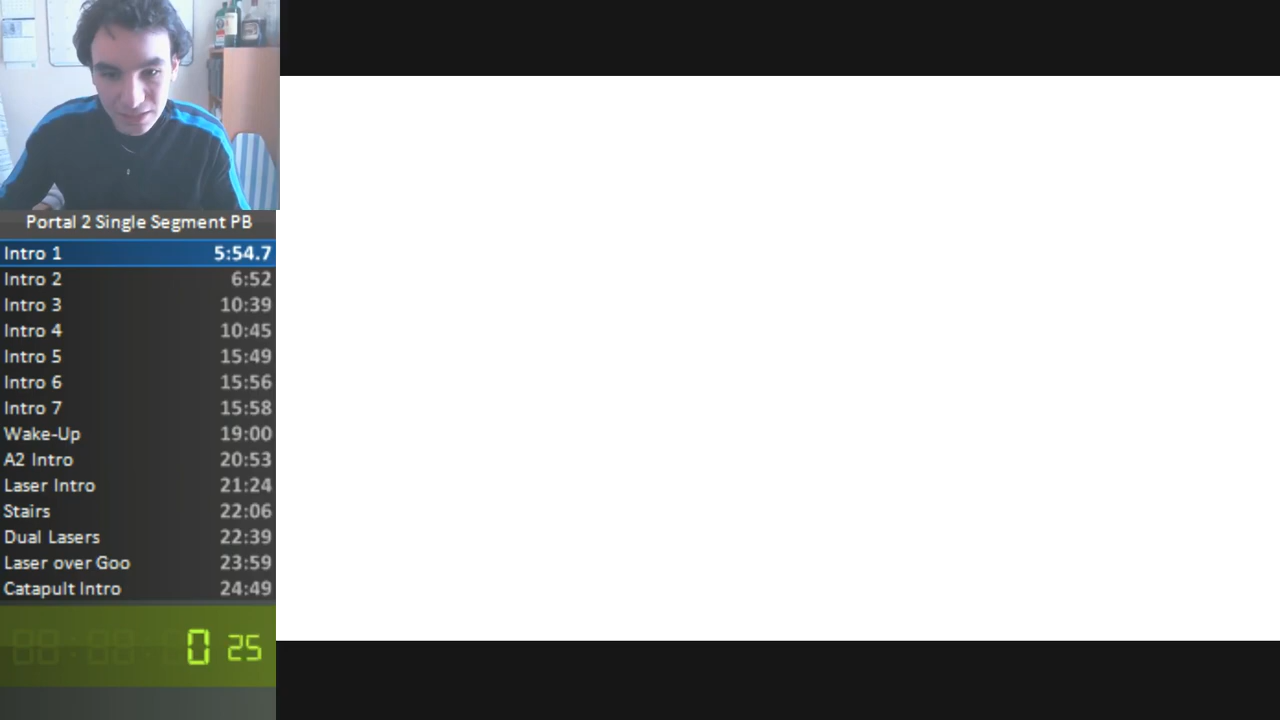 Portal 2 Single Segment PB
Intro 1 5:54.7
Intro 2 6:52
Intro 3 10:39
Intro 4 10:45
Intro 5 15:49
Intro 6 15:56
Intro 7 15:58
Wake-Up 19:00
A2 Intro 20:53
Laser Intro 21:24
Stairs 22:06
Dual Lasers 22:39
Laser over Goo 23:59
Catapult Intro 24:49
0 25